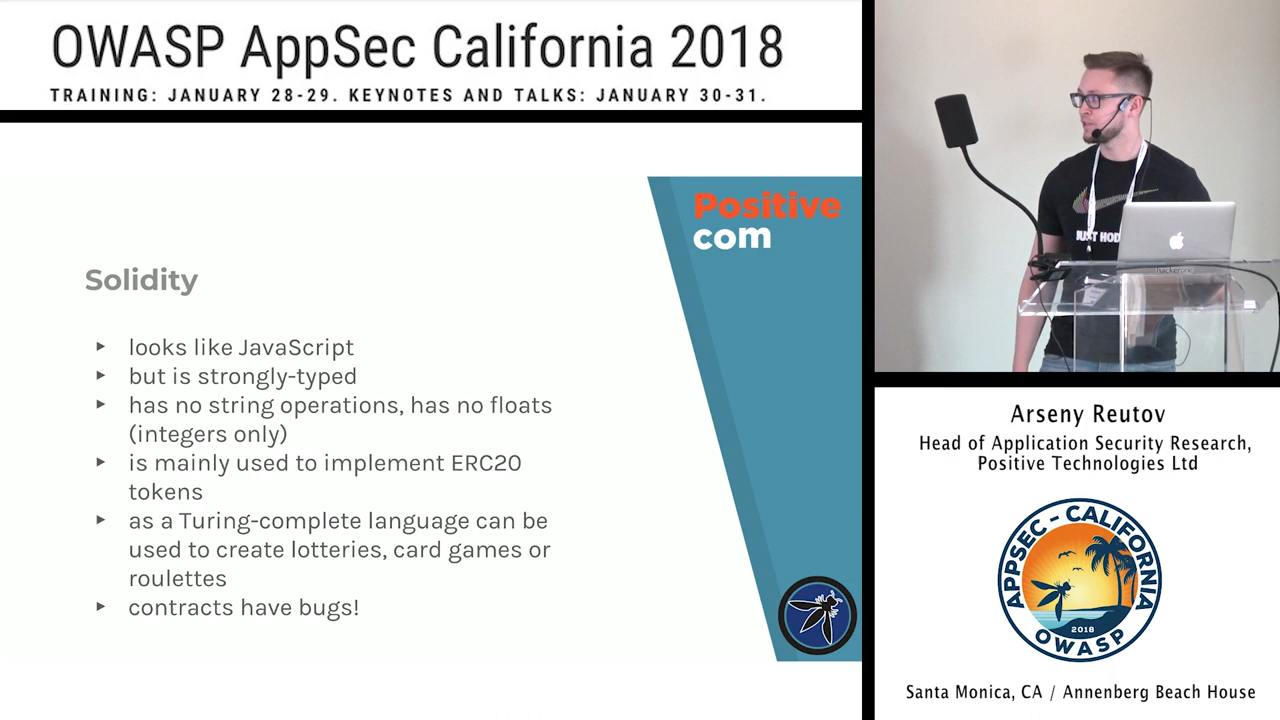 OWASP AppSec California 2018
TRAINING: JANUARY 28-29. KEYNOTES AND TALKS: JANUARY 30-31.
Positive
com
Solidity
‣ looks like JavaScript
‣ but is strongly-typed
‣ has no string operations, has no floats
(integers only)
‣ is mainly used to implement ERC20
tokens
‣ as a Turing-complete language can be
used to create lotteries, card games or
roulettes
‣ contracts have bugs!
JUST HOD
hackerone
Arseny Reutov
Head of Application Security Research,
Positive Technologies Ltd
APPSEC - CALIFORNIA
2018
OWASP
Santa Monica, CA / Annenberg Beach House